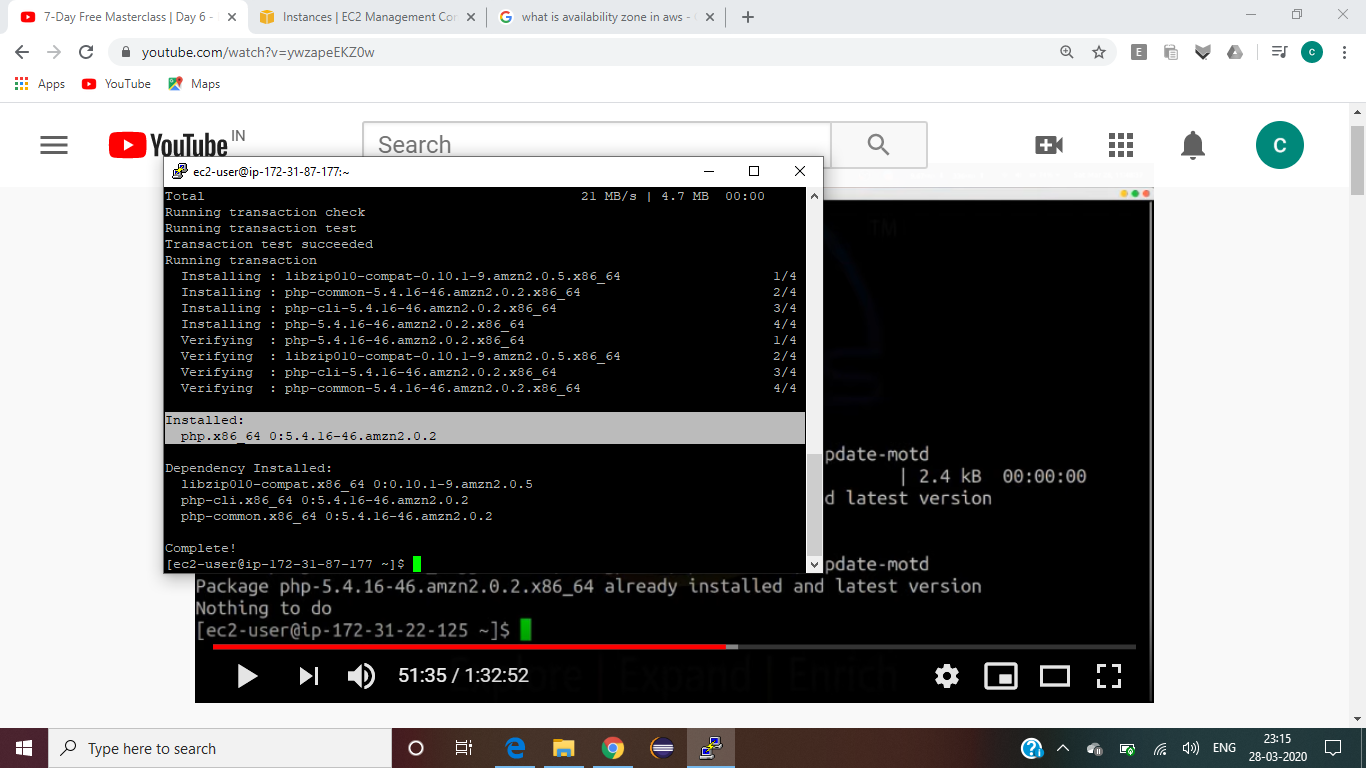 7-Day Free Masterclass | Day 6 -
Instances | EC2 Management Con
what is availability zone in aws -
youtube.com/watch?v=ywzapeEKZ0w
E
c
Apps
YouTube
Maps
YouTube IN
Search
C
ec2-user@ip-172-31-87-177:~
Total 21 MB/s | 4.7 MB 00:00
Running transaction check
Running transaction test
Transaction test succeeded
Running transaction
Installing : libzip010-compat-0.10.1-9.amzn2.0.5.x86_64 1/4
Installing : php-common-5.4.16-46.amzn2.0.2.x86_64 2/4
Installing : php-cli-5.4.16-46.amzn2.0.2.x86_64 3/4
Installing : php-5.4.16-46.amzn2.0.2.x86_64 4/4
Verifying : php-5.4.16-46.amzn2.0.2.x86_64 1/4
Verifying : libzip010-compat-0.10.1-9.amzn2.0.5.x86_64 2/4
Verifying : php-cli-5.4.16-46.amzn2.0.2.x86_64 3/4
Verifying : php-common-5.4.16-46.amzn2.0.2.x86_64 4/4
Installed:
php.x86_64 0:5.4.16-46.amzn2.0.2
Dependency Installed:
libzip010-compat.x86_64 0:0.10.1-9.amzn2.0.5
php-cli.x86_64 0:5.4.16-46.amzn2.0.2
php-common.x86_64 0:5.4.16-46.amzn2.0.2
Complete!
[ec2-user@ip-172-31-87-177 ~]$
TM
pdate-motd
| 2.4 kB 00:00:00
d latest version
pdate-motd
Package php-5.4.16-46.amzn2.0.2.x86_64 already installed and latest version
Nothing to do
[ec2-user@ip-172-31-22-125 ~]$
Explore | Expand | Enrich
51:35 / 1:32:52
Type here to search
ENG
23:15
28-03-2020